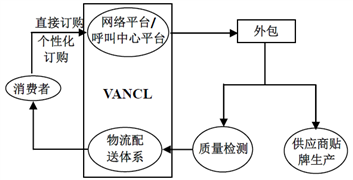 直接订购
个性化
订购
网络平台/
呼叫中心平台
外包
VANCL
消费者
物流配
送体系
质量检测
供应商贴
牌生产